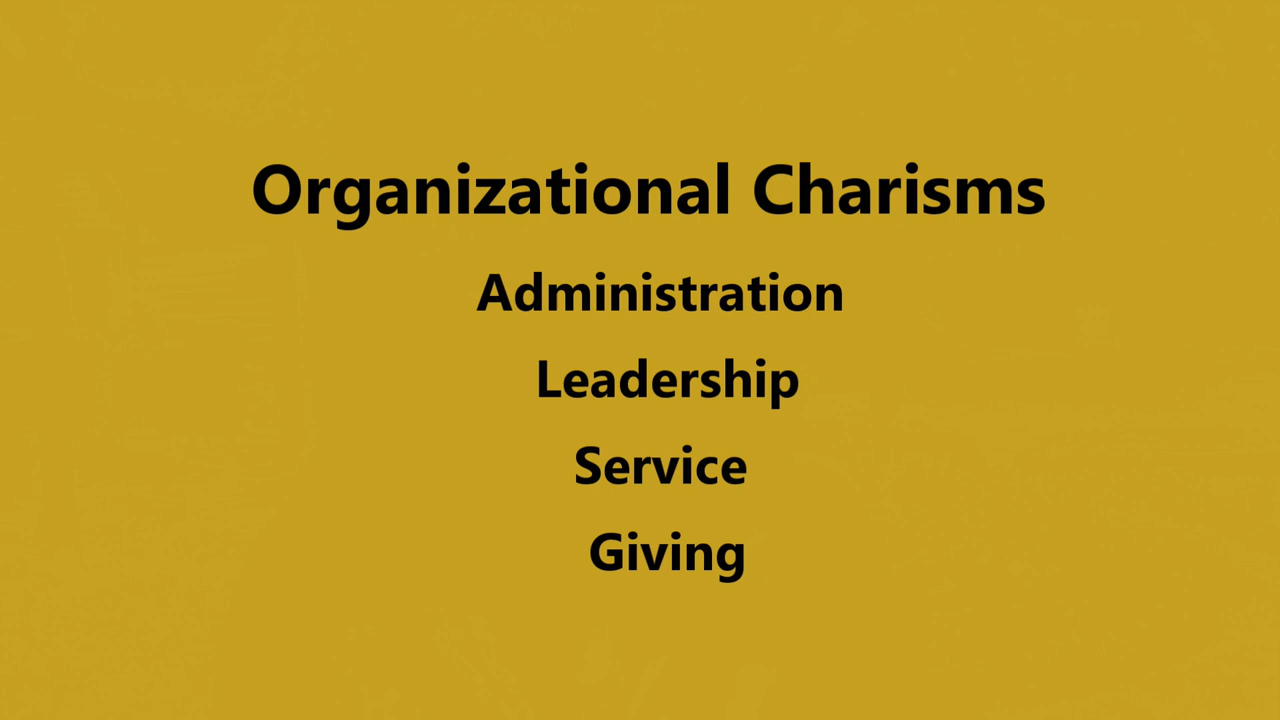 Organizational Charisms
Administration
Leadership
Service
Giving